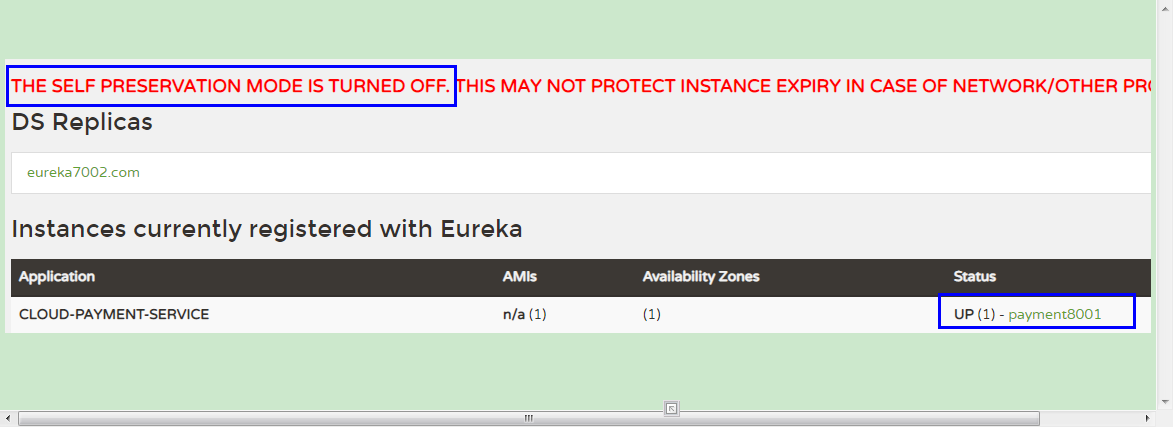 THE SELF PRESERVATION MODE IS TURNED OFF. THIS MAY NOT PROTECT INSTANCE EXPIRY IN CASE OF NETWORK/OTHER
DS Replicas
eureka7002.com
Instances currently registered with Eureka
Application AMIs Availability Zones Status
CLOUD-PAYMENT-SERVICE n/a (1) (1) UP (1) - payment8001